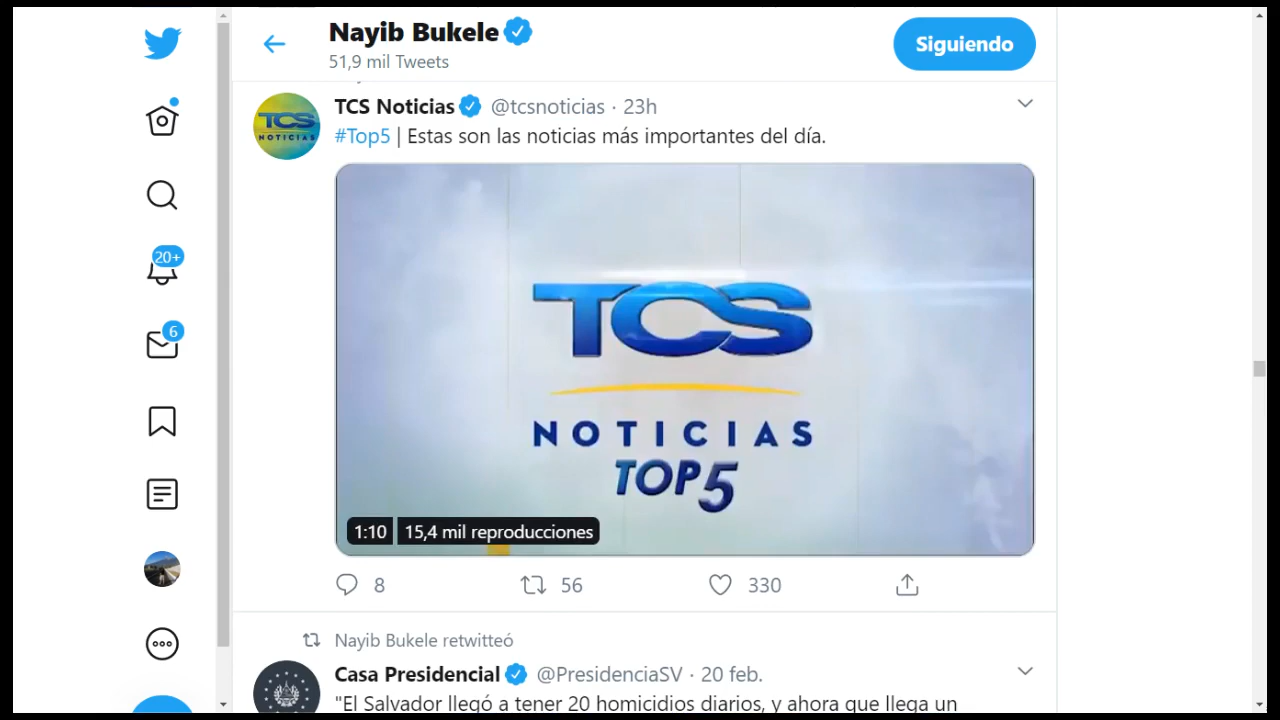 Nayib Bukele
51,9 mil Tweets
Siguiendo
TCS Noticias @tcsnoticias · 23h
#Top5 | Estas son las noticias más importantes del día.
TCS
NOTICIAS
TCS
NOTICIAS
TOP5
1:10 15,4 mil reproducciones
8 56 330
20+
6
Nayib Bukele retwitteó
Casa Presidencial @PresidenciaSV · 20 feb.
"El Salvador llegó a tener 20 homicidios diarios, y ahora que llega un